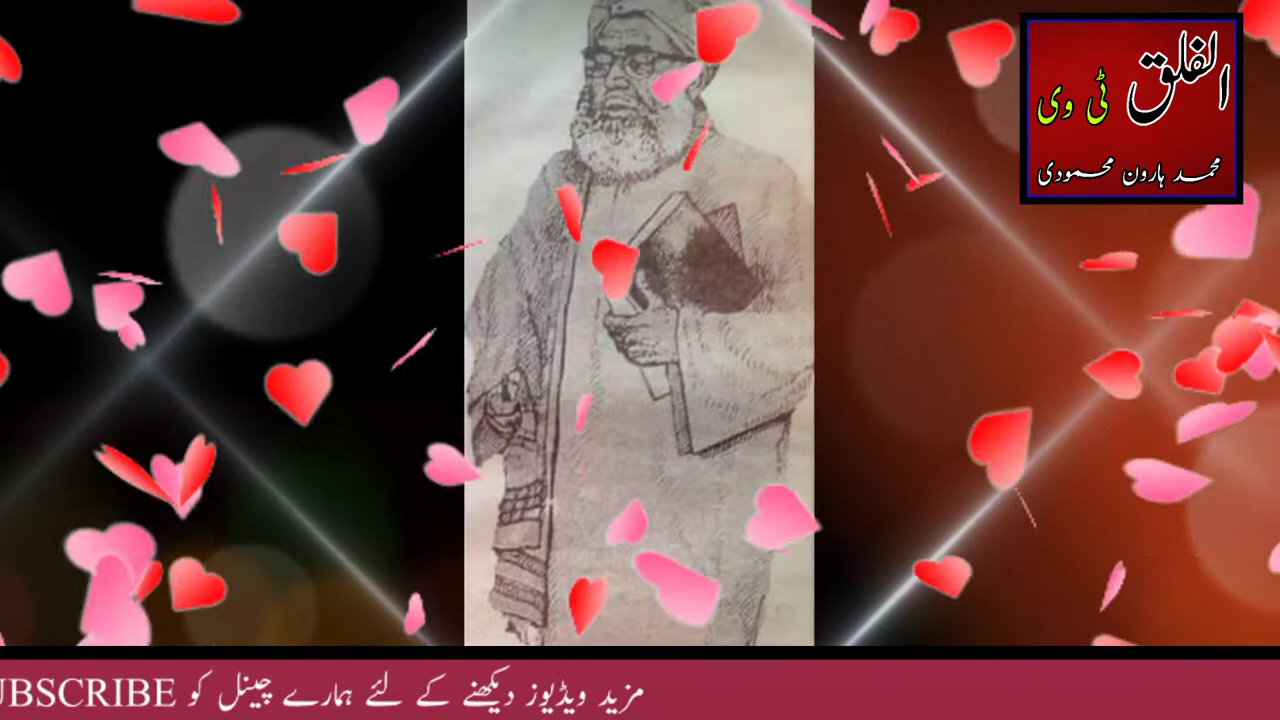 الفلق ٹی وی
محمد ہارون محمودی
مزید ویڈیوز دیکھنے کے لئے ہمارے چینل کو UBSCRIBE